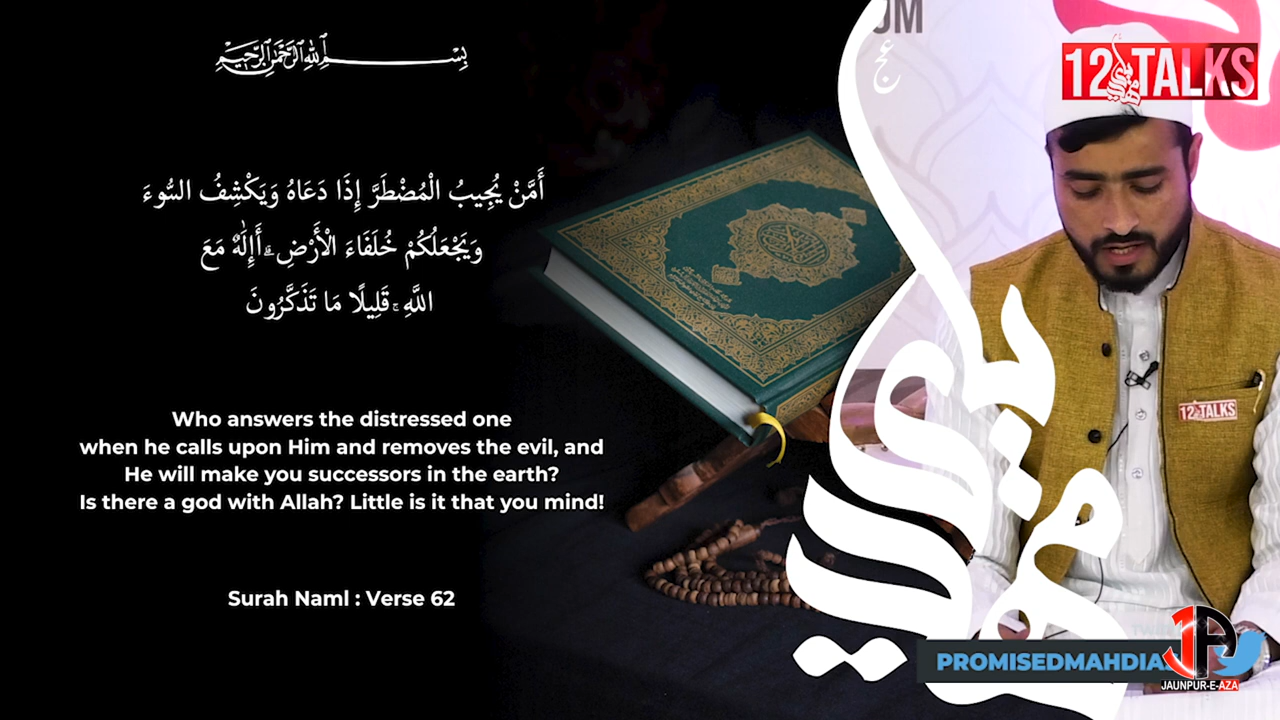 بِسْمِ اللهِ الرَّحْمٰنِ الرَّحِيْمِ
أَمَّنْ يُجِيبُ الْمُضْطَرَّ إِذَا دَعَاهُ وَيَكْشِفُ السُّوءَ
وَيَجْعَلُكُمْ خُلَفَاءَ الْأَرْضِ ۗ أَإِلَٰهٌ مَعَ
اللَّهِ ۚ قَلِيلًا مَا تَذَكَّرُونَ
Who answers the distressed one
when he calls upon Him and removes the evil, and
He will make you successors in the earth?
Is there a god with Allah? Little is it that you mind!
Surah Naml : Verse 62
عج
12 TALKS
12 TALKS
مهدي
JAUNPUR-E-AZA